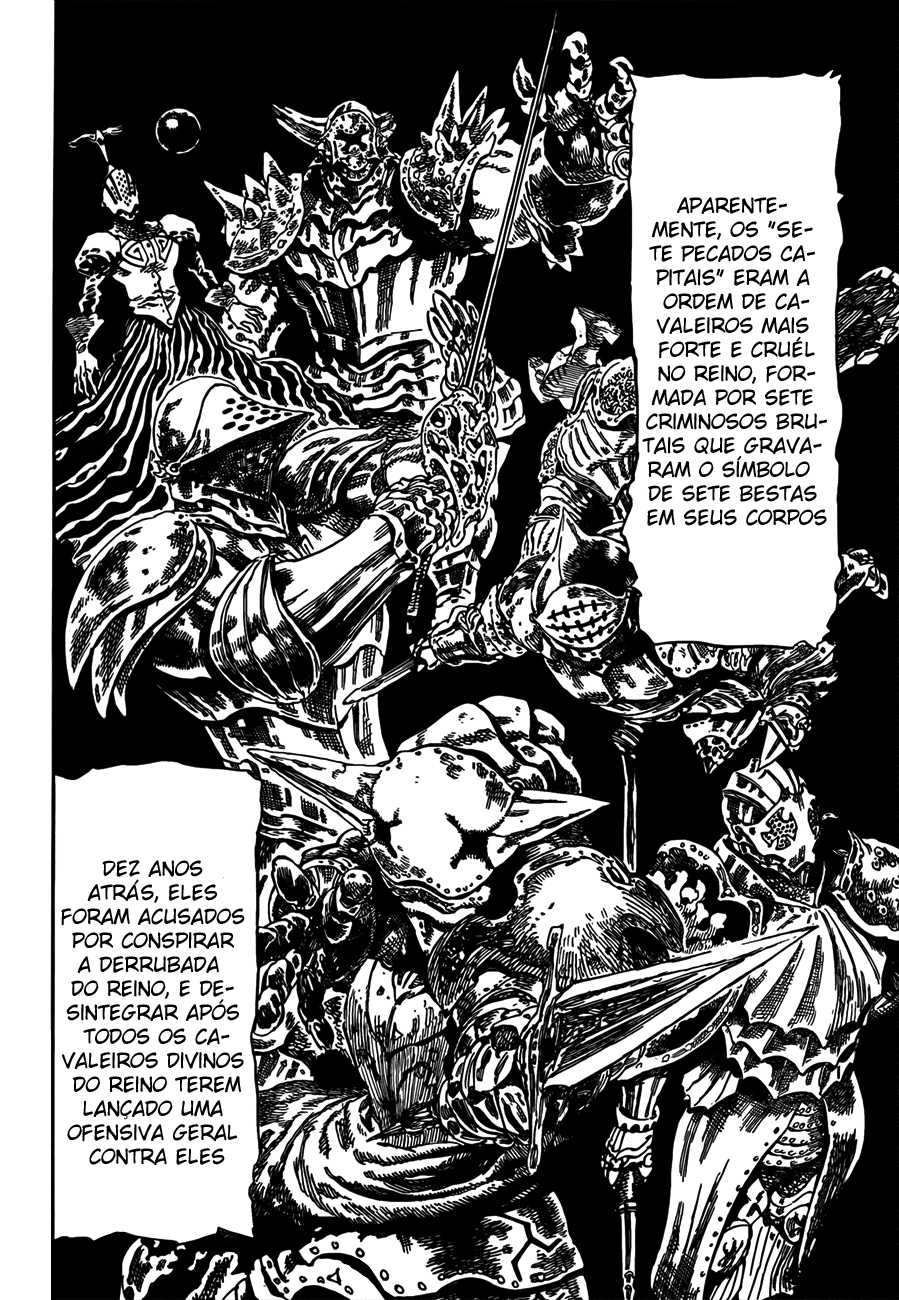 APARENTE-
MENTE, OS "SE-
TE PECADOS CA-
PITAIS" ERAM A
ORDEM DE CA-
VALEIROS MAIS
FORTE E CRUÉL
NO REINO, FOR-
MADA POR SETE
CRIMINOSOS BRU-
TAIS QUE GRAVA-
RAM O SÍMBOLO
DE SETE BESTAS
EM SEUS CORPOS
DEZ ANOS
ATRÁS, ELES
FORAM ACUSADOS
POR CONSPIRAR
A DERRUBADA
DO REINO, E DE-
SINTEGRAR APÓS
TODOS OS CA-
VALEIROS DIVINOS
DO REINO TEREM
LANÇADO UMA
OFENSIVA GERAL
CONTRA ELES